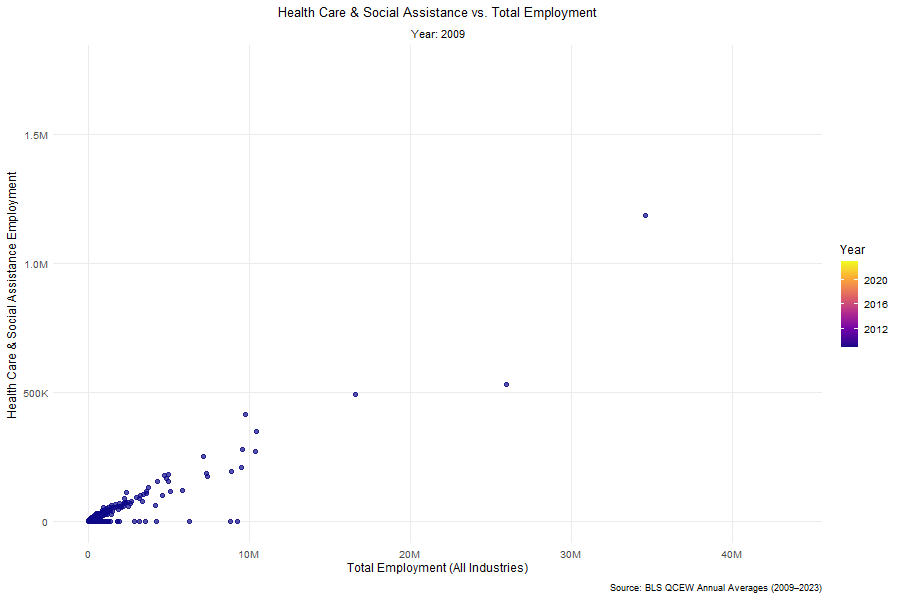 Health Care & Social Assistance vs. Total Employment
Year: 2009
Health Care & Social Assistance Employment
1.5M
1.0M
500K
0
0
10M
20M
30M
40M
Total Employment (All Industries)
Year
2020
2016
2012
Source: BLS QCEW Annual Averages (2009–2023)